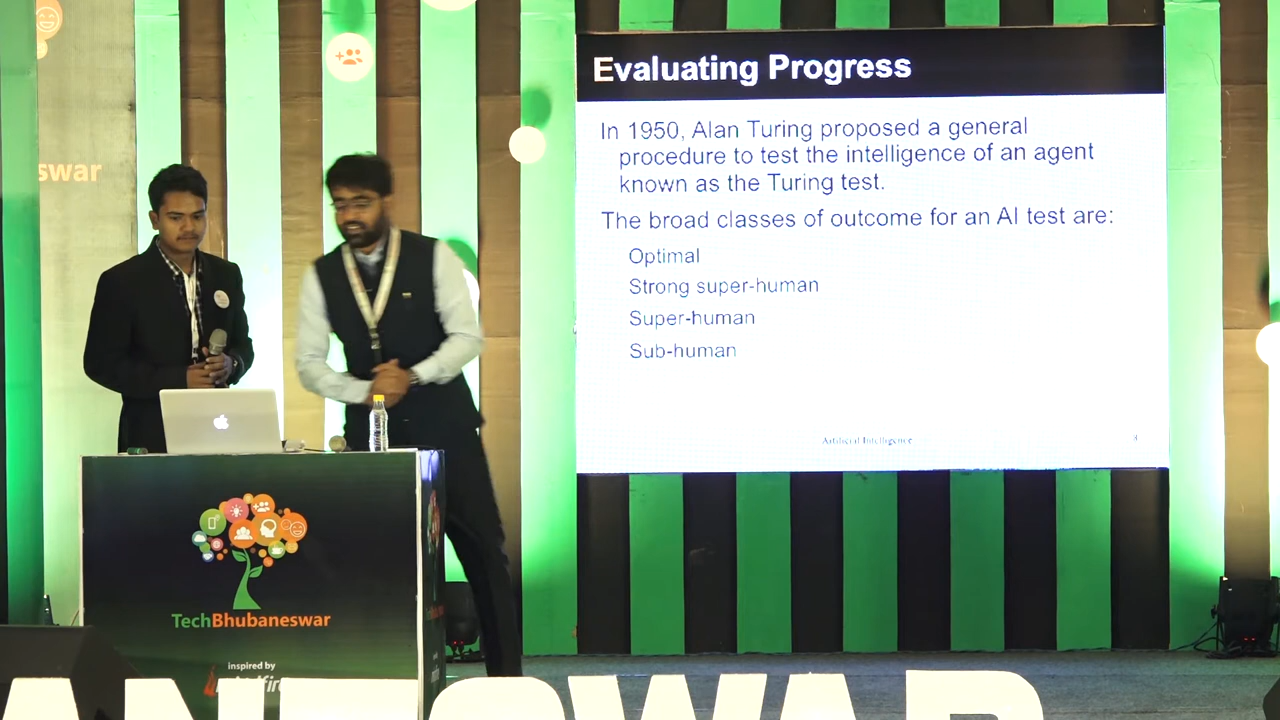 swar
Evaluating Progress
In 1950, Alan Turing proposed a general
procedure to test the intelligence of an agent
known as the Turing test.
The broad classes of outcome for an AI test are:
Optimal
Strong super-human
Super-human
Sub-human
Artificial Intelligence
8
TechBhubaneswar
inspired by
ANESWAR